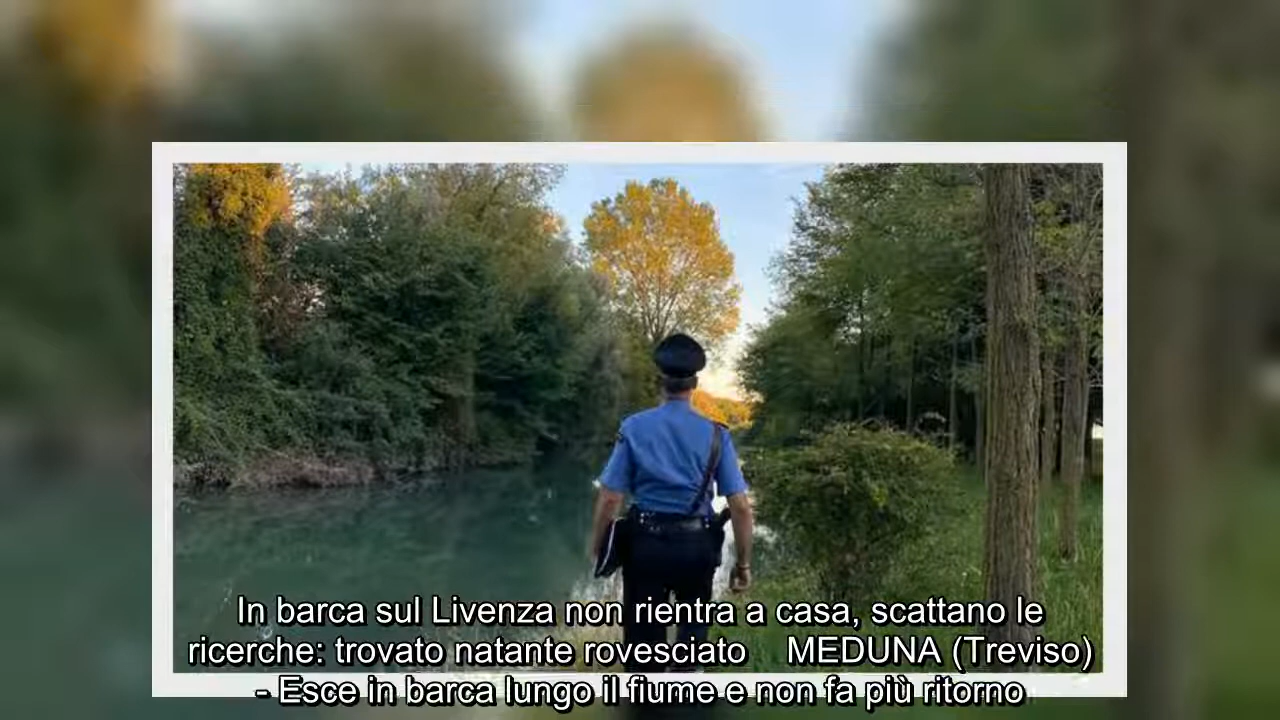 In barca sul Livenza non rientra a casa, scattano le
ricerche: trovato natante rovesciato    MEDUNA (Treviso)
- Esce in barca lungo il fiume e non fa più ritorno